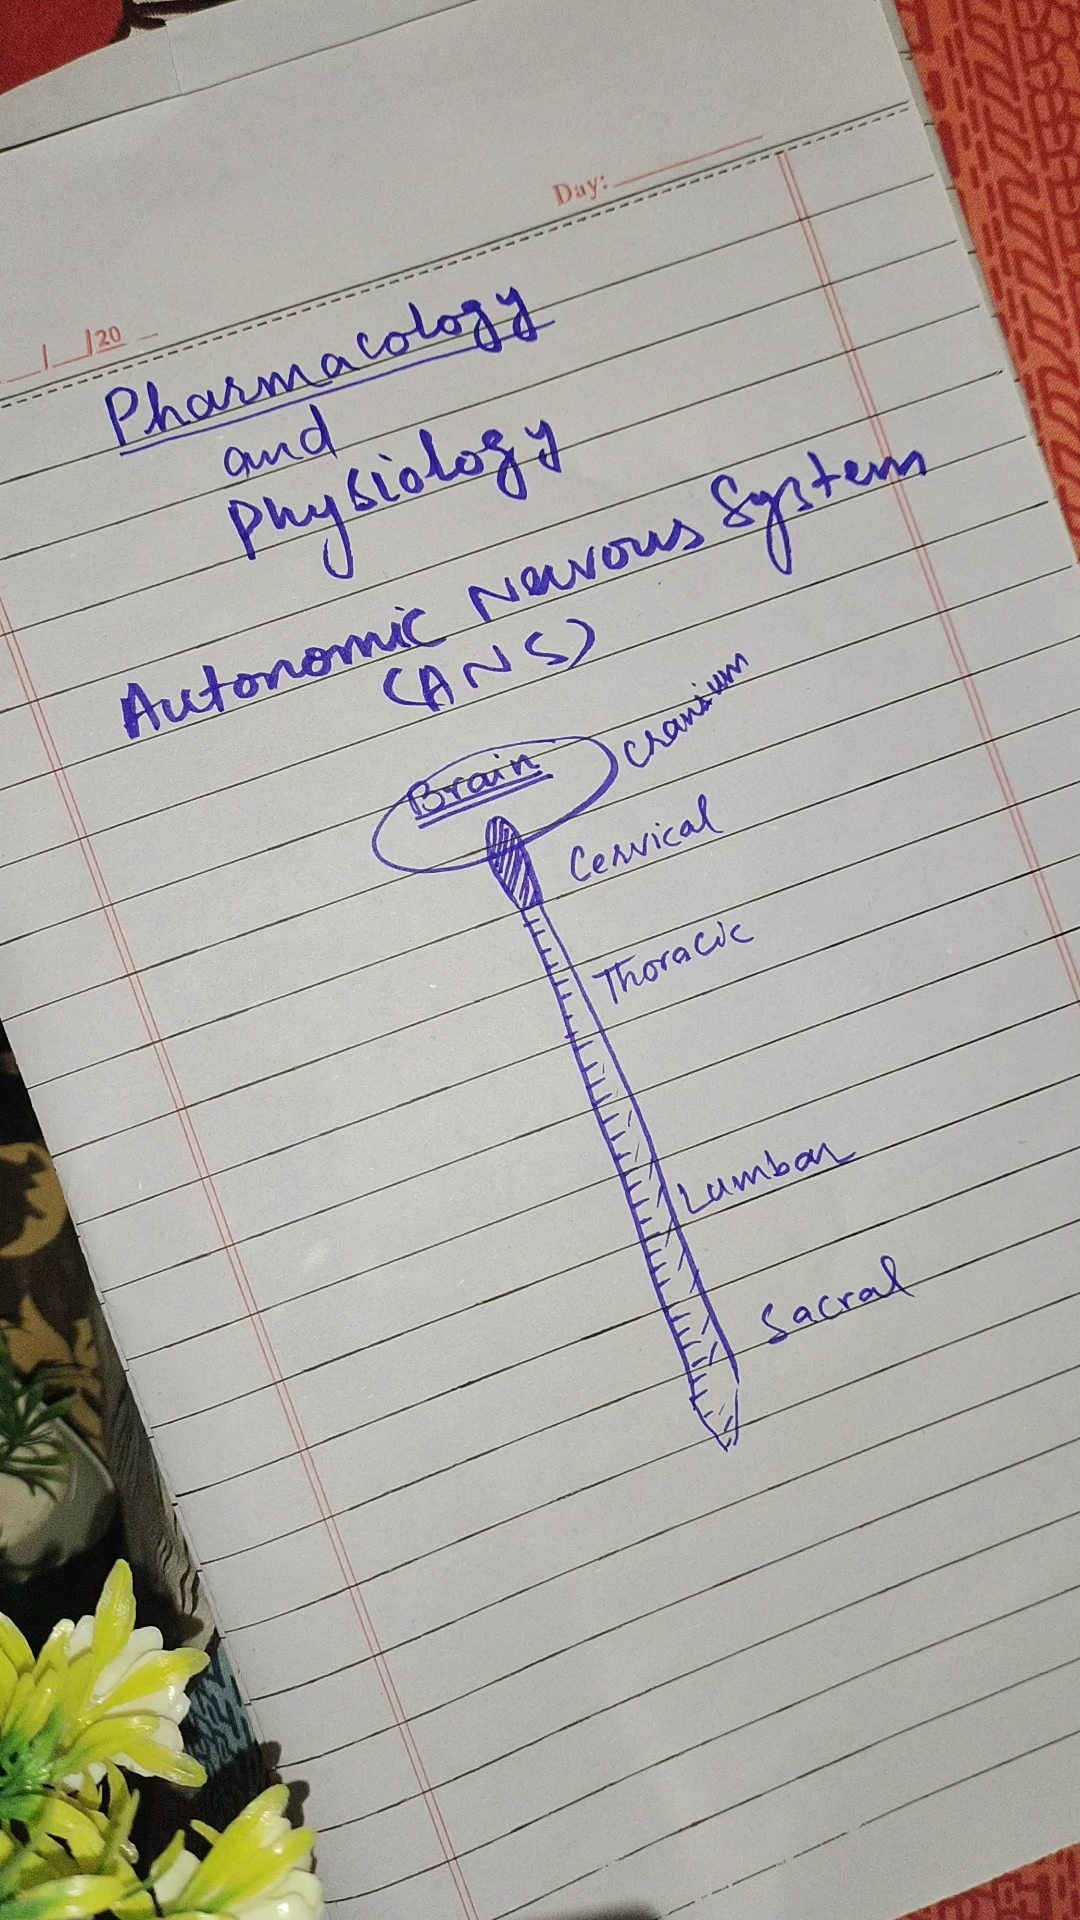 Day:
/ /20
Pharmacology
and
Physiology
Autonomic Nervous System
(ANS)
Brain
Cranium
Cervical
Thoracic
Lumbar
Sacral